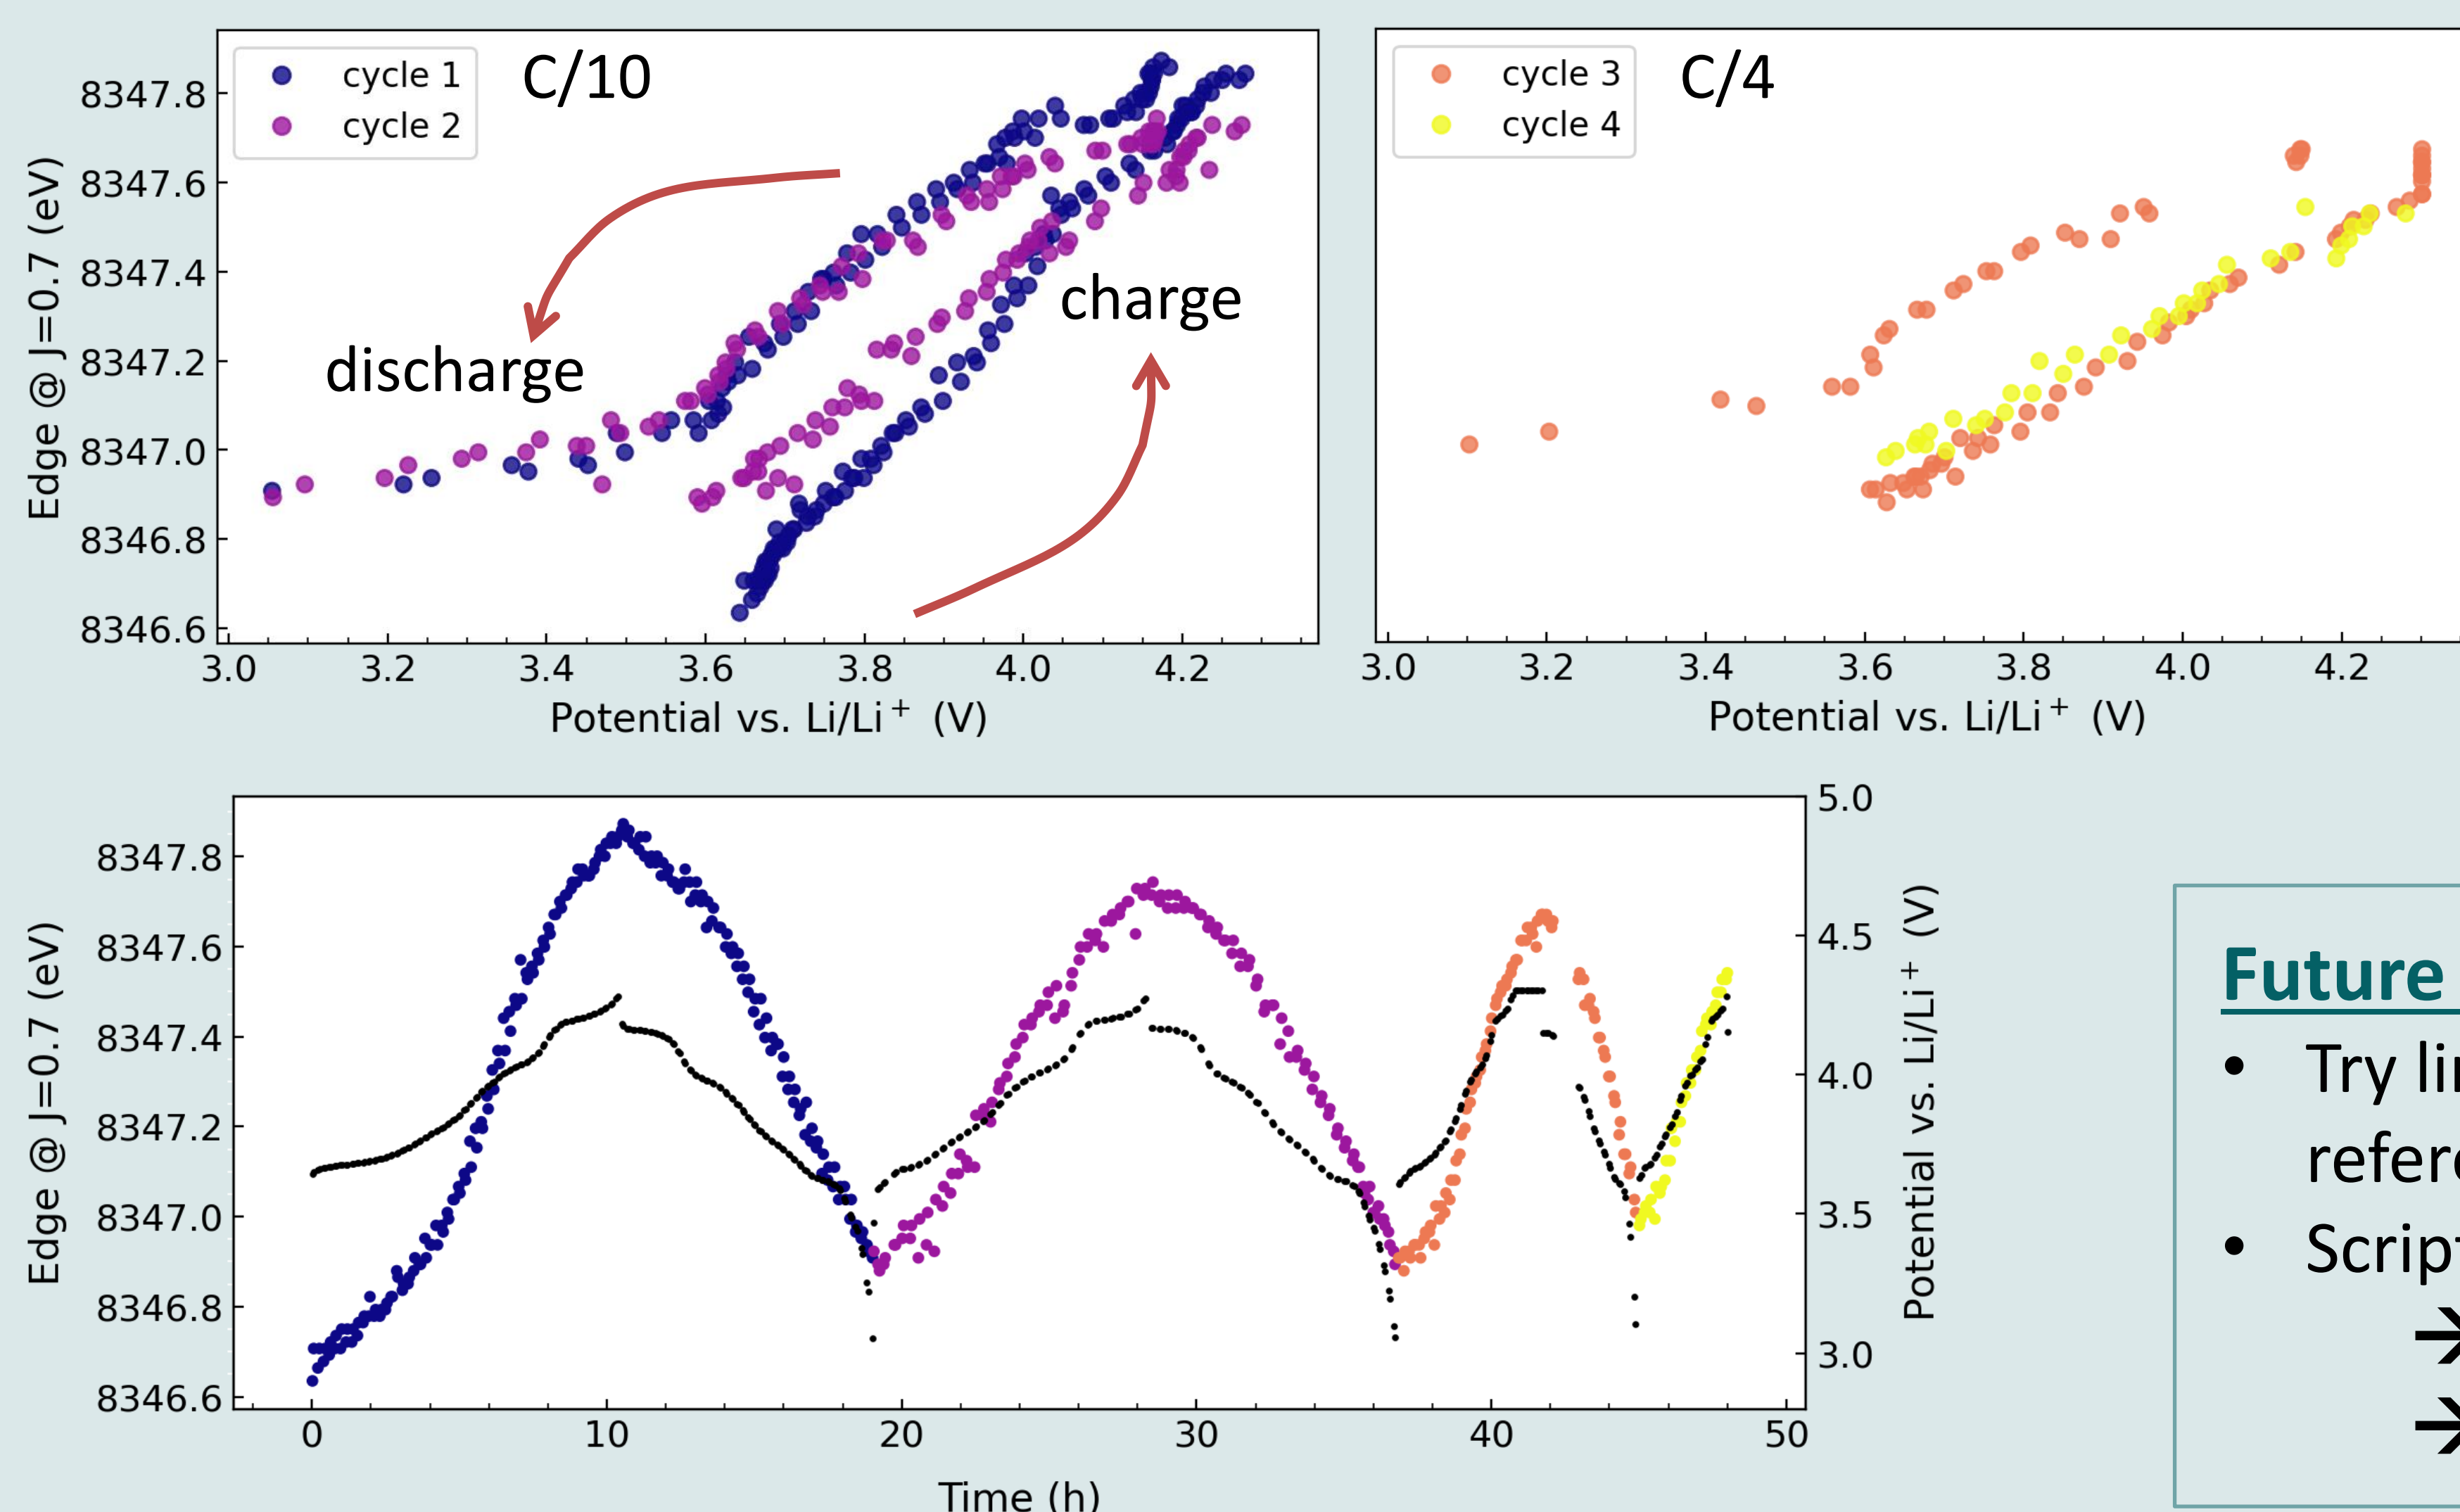 cycle 1
cycle 2
C/10
discharge
charge
Edge @ J=0.7 (eV)
8347.8
8347.6
8347.4
8347.2
8347.0
8346.8
8346.6
3.0 3.2 3.4 3.6 3.8 4.0 4.2
Potential vs. Li/Li⁺ (V)
cycle 3
cycle 4
C/4
3.0 3.2 3.4 3.6 3.8 4.0 4.2
Potential vs. Li/Li⁺ (V)
Edge @ J=0.7 (eV)
8347.8
8347.6
8347.4
8347.2
8347.0
8346.8
8346.6
0 10 20 30 40 50
Time (h)
5.0
4.5
4.0
3.5
3.0
Potential vs. Li/Li⁺ (V)
Future
• Try
• Script
→
→